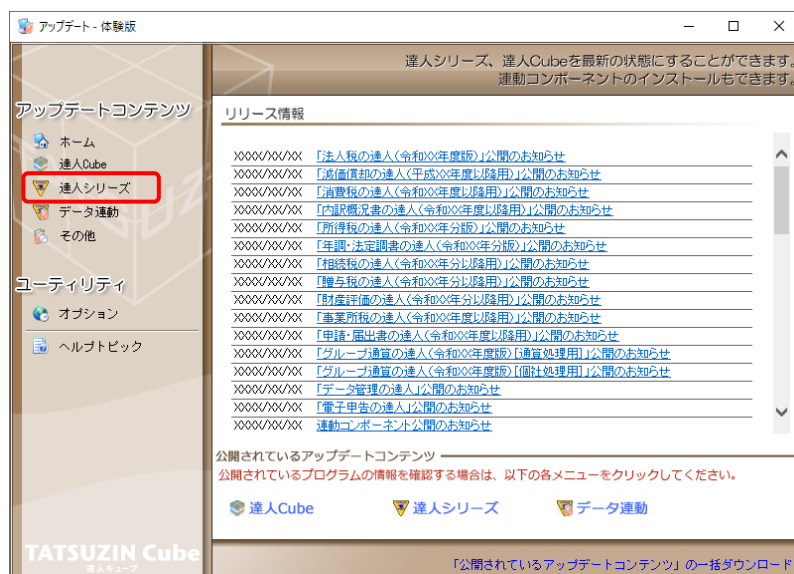 アップデート - 体験版
達人シリーズ、達人Cubeを最新の状態にすることができます。
連動コンポーネントのインストールもできます。
アップデートコンテンツ
ホーム
達人Cube
達人シリーズ
データ連動
その他
ユーティリティ
オプション
ヘルプトピック
リリース情報
XXXX/XX/XX 「法人税の達人(令和XX年度版)」公開のお知らせ
XXXX/XX/XX 「減価償却の達人(平成XX年度以降用)」公開のお知らせ
XXXX/XX/XX 「消費税の達人(令和XX年度以降用)」公開のお知らせ
XXXX/XX/XX 「内訳概況書の達人(令和XX年度以降用)」公開のお知らせ
XXXX/XX/XX 「所得税の達人(令和XX年分版)」公開のお知らせ
XXXX/XX/XX 「年調・法定調書の達人(令和XX年分版)」公開のお知らせ
XXXX/XX/XX 「相続税の達人(令和XX年分以降用)」公開のお知らせ
XXXX/XX/XX 「贈与税の達人(令和XX年分以降用)」公開のお知らせ
XXXX/XX/XX 「財産評価の達人(令和XX年分以降用)」公開のお知らせ
XXXX/XX/XX 「事業所税の達人(令和XX年度以降用)」公開のお知らせ
XXXX/XX/XX 「申請・届出書の達人(令和XX年度以降用)」公開のお知らせ
XXXX/XX/XX 「グループ通算の達人(令和XX年度版)[通算処理用]」公開のお知らせ
XXXX/XX/XX 「グループ通算の達人(令和XX年度版)[個社処理用]」公開のお知らせ
XXXX/XX/XX 「データ管理の達人」公開のお知らせ
XXXX/XX/XX 「電子申告の達人」公開のお知らせ
XXXX/XX/XX 連動コンポーネント公開のお知らせ
公開されているアップデートコンテンツ
公開されているプログラムの情報を確認する場合は、以下の各メニューをクリックしてください。
達人Cube 達人シリーズ データ連動
TATSUZIN Cube
達人キューブ
「公開されているアップデートコンテンツ」の一括ダウンロード